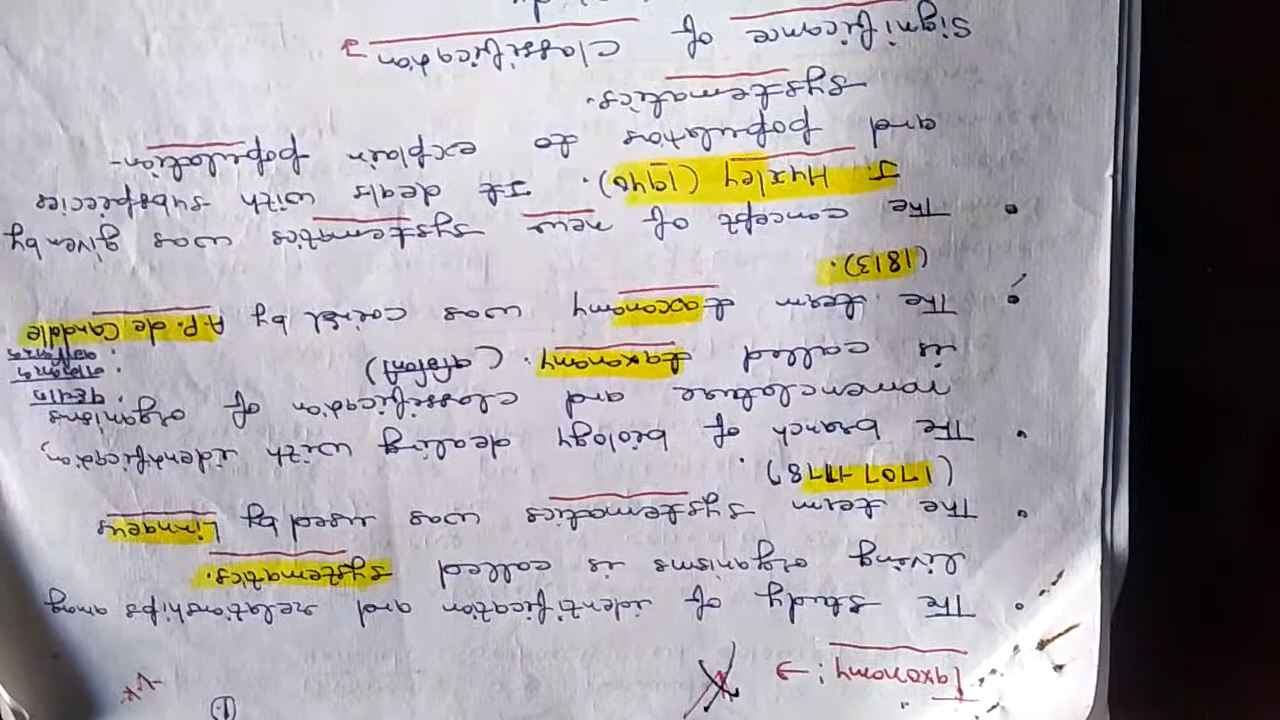 ①
Taxonomy :→
• The study of identification and relationships among
living organisms is called systematics.
• The term systematics was used by Linnaeus
(1707-1778).
• The branch of biology dealing with identification,
nomenclature and classification of organisms
is called taxonomy.
• The term taxonomy was coined by A.P. de Canddle
(1813).
• The concept of new systematics was given by
J. Huxley (1940). It deals with subspecies
and populations to explain population-
systematics.
Significance of classification →